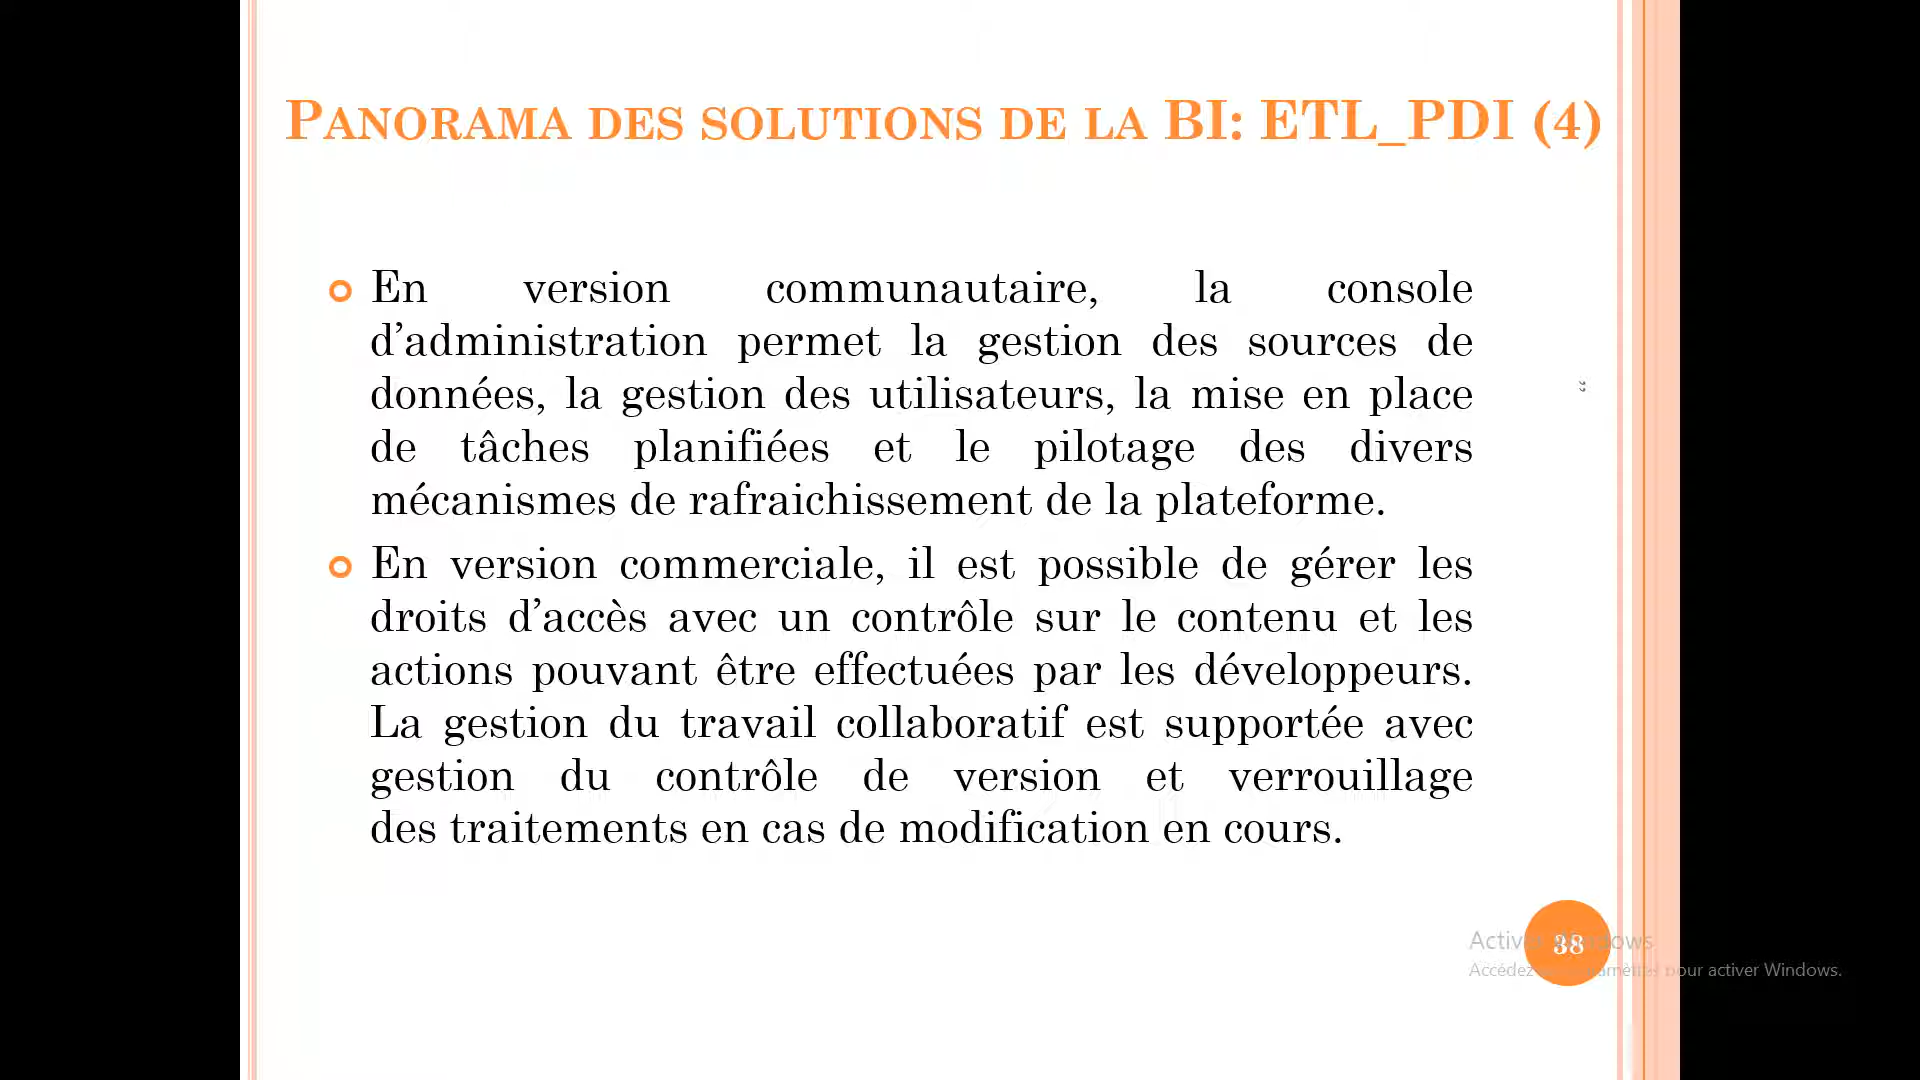 PANORAMA DES SOLUTIONS DE LA BI: ETL_PDI (4)
En version communautaire, la console
d’administration permet la gestion des sources de
données, la gestion des utilisateurs, la mise en place
de tâches planifiées et le pilotage des divers
mécanismes de rafraichissement de la plateforme.
En version commerciale, il est possible de gérer les
droits d’accès avec un contrôle sur le contenu et les
actions pouvant être effectuées par les développeurs.
La gestion du travail collaboratif est supportée avec
gestion du contrôle de version et verrouillage
des traitements en cas de modification en cours.
38
Activer Windows
Accédez aux paramètres pour activer Windows.